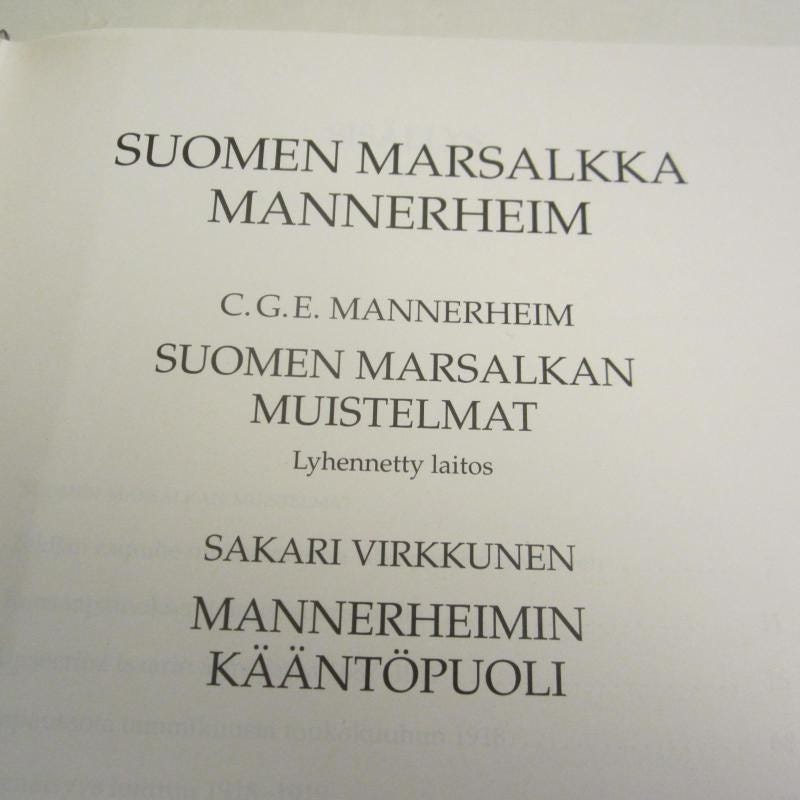 SUOMEN MARSALKKA
MANNERHEIM
C.G.E. MANNERHEIM
SUOMEN MARSALKAN
MUISTELMAT
Lyhennetty laitos
SAKARI VIRKKUNEN
MANNERHEIMIN
KÄÄNTÖPUOLI